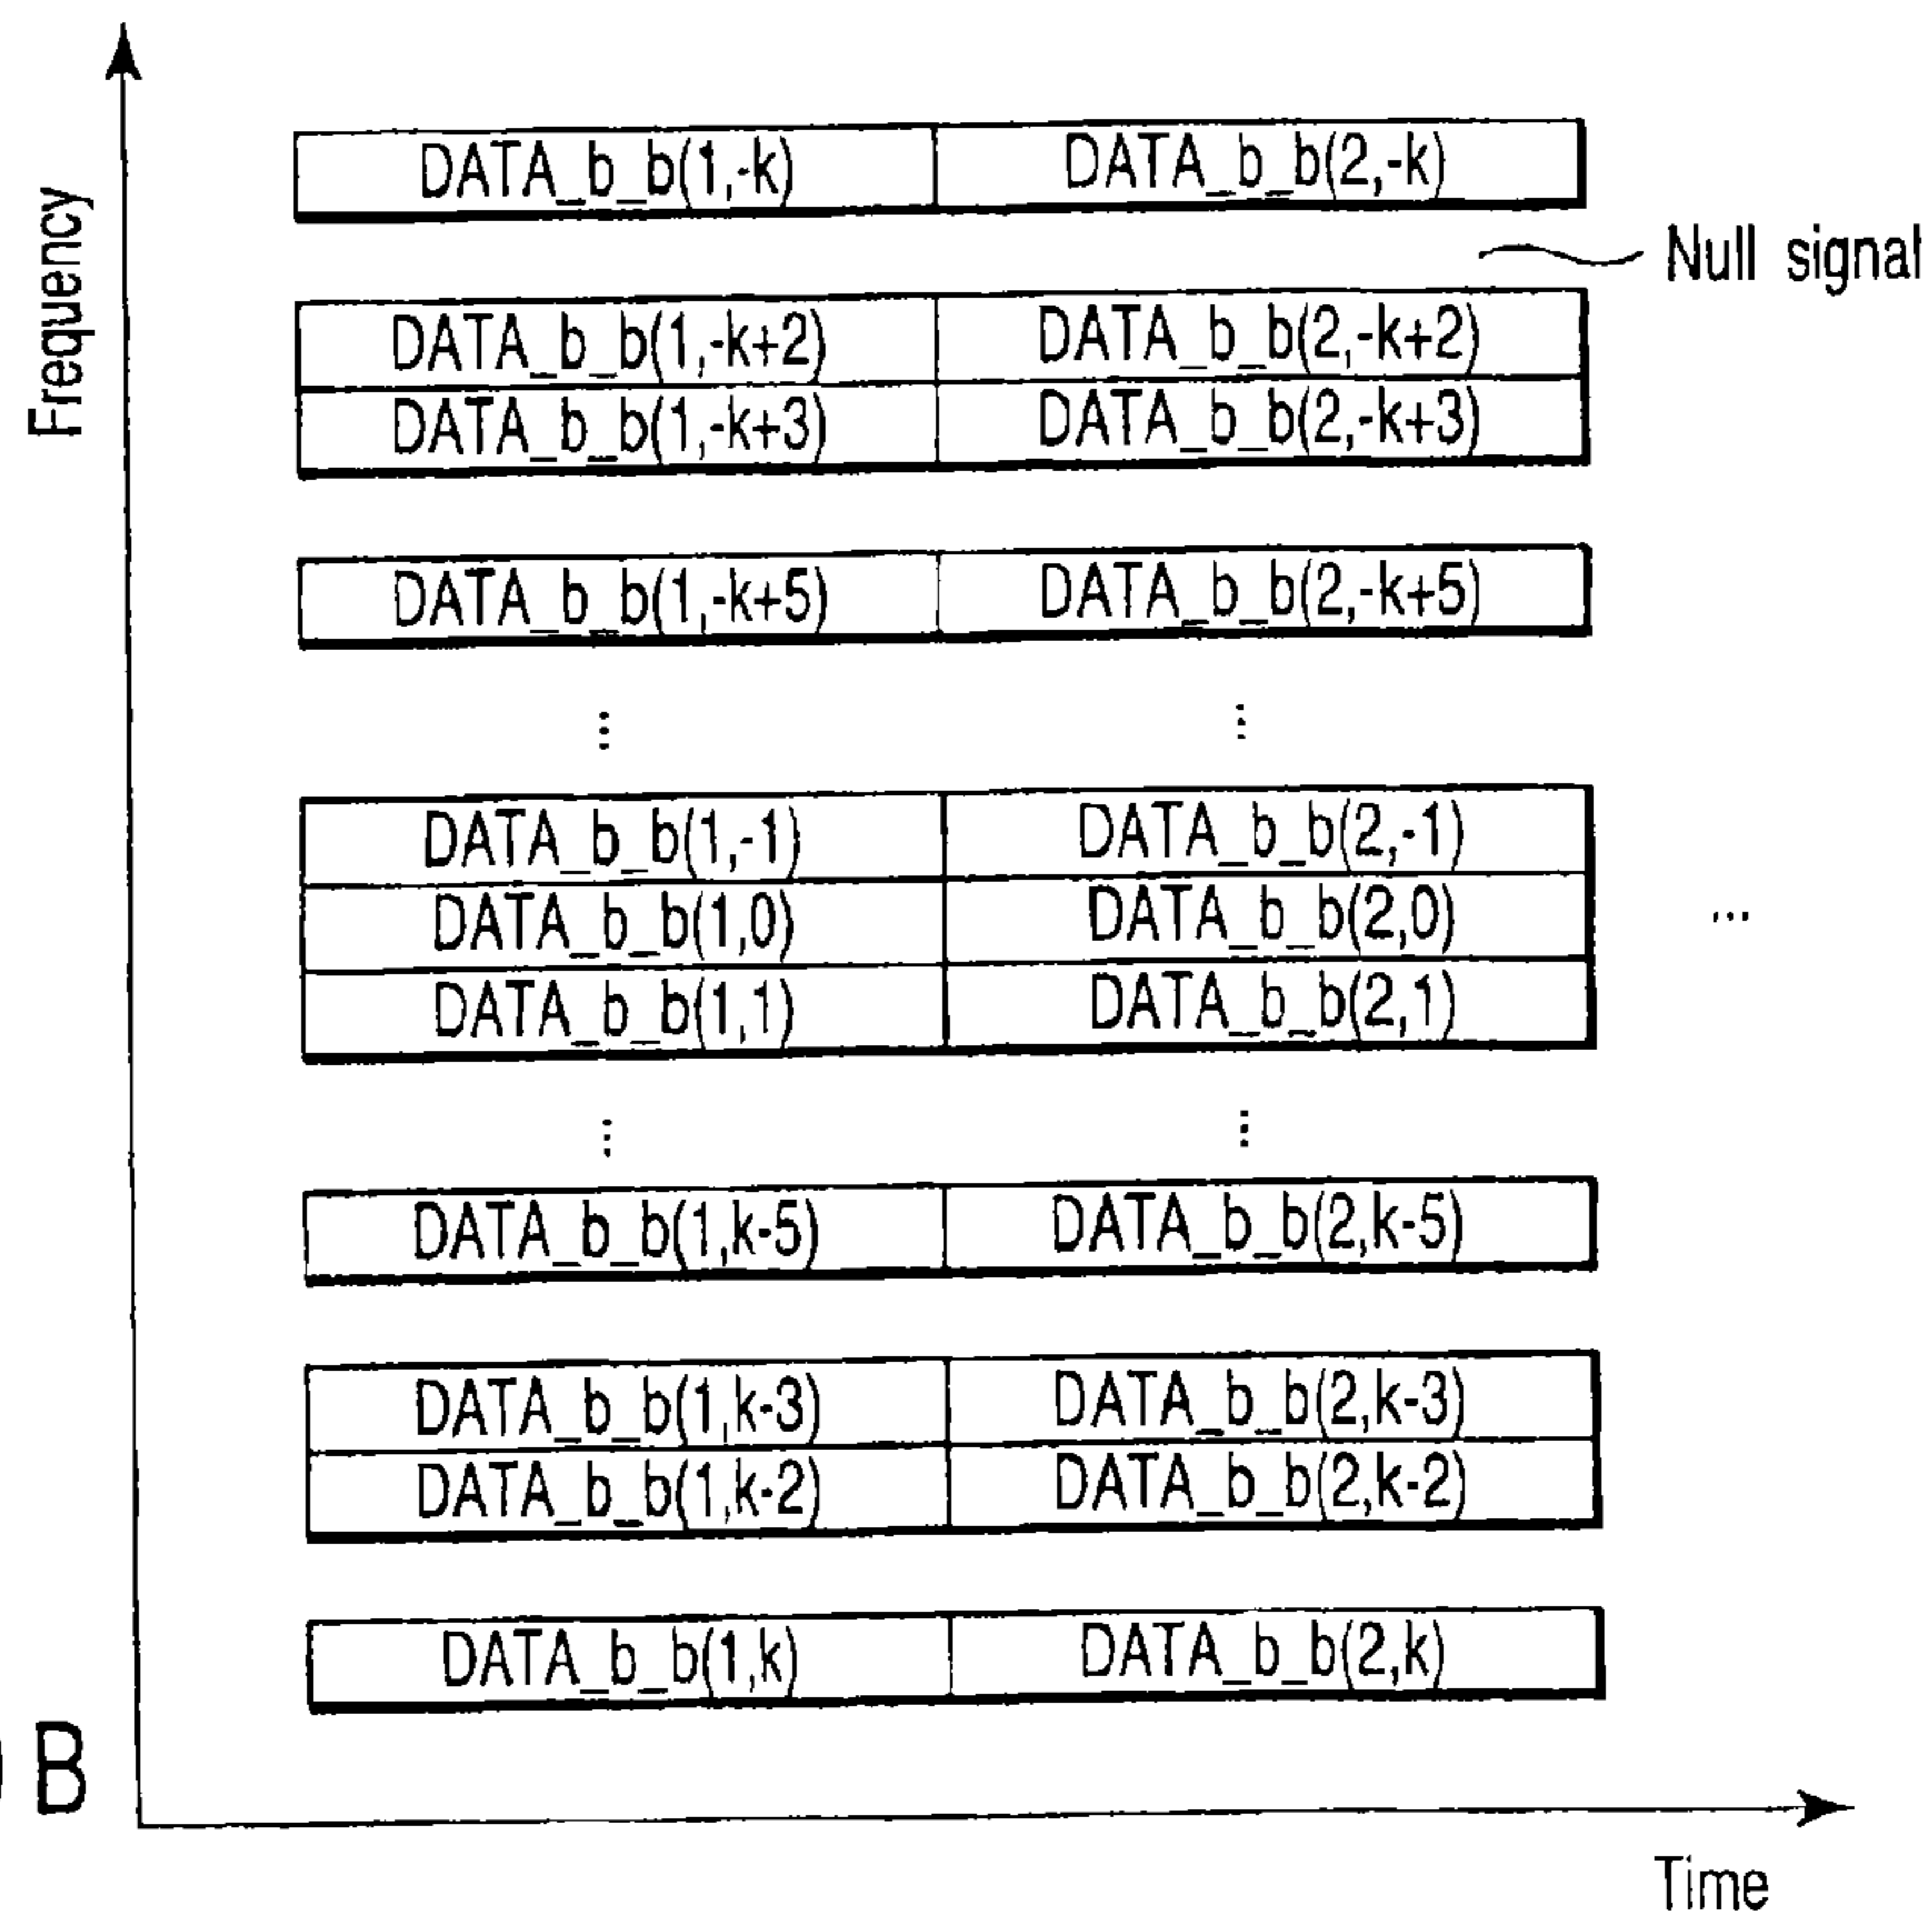 Frequency
DATA_b_b(1,-k) DATA_b_b(2,-k)
Null signal
DATA_b_b(1,-k+2) DATA_b_b(2,-k+2)
DATA_b_b(1,-k+3) DATA_b_b(2,-k+3)
DATA_b_b(1,-k+5) DATA_b_b(2,-k+5)
⋮ ⋮
DATA_b_b(1,-1) DATA_b_b(2,-1)
DATA_b_b(1,0) DATA_b_b(2,0) ...
DATA_b_b(1,1) DATA_b_b(2,1)
⋮ ⋮
DATA_b_b(1,k-5) DATA_b_b(2,k-5)
DATA_b_b(1,k-3) DATA_b_b(2,k-3)
DATA_b_b(1,k-2) DATA_b_b(2,k-2)
DATA_b_b(1,k) DATA_b_b(2,k)
B
Time